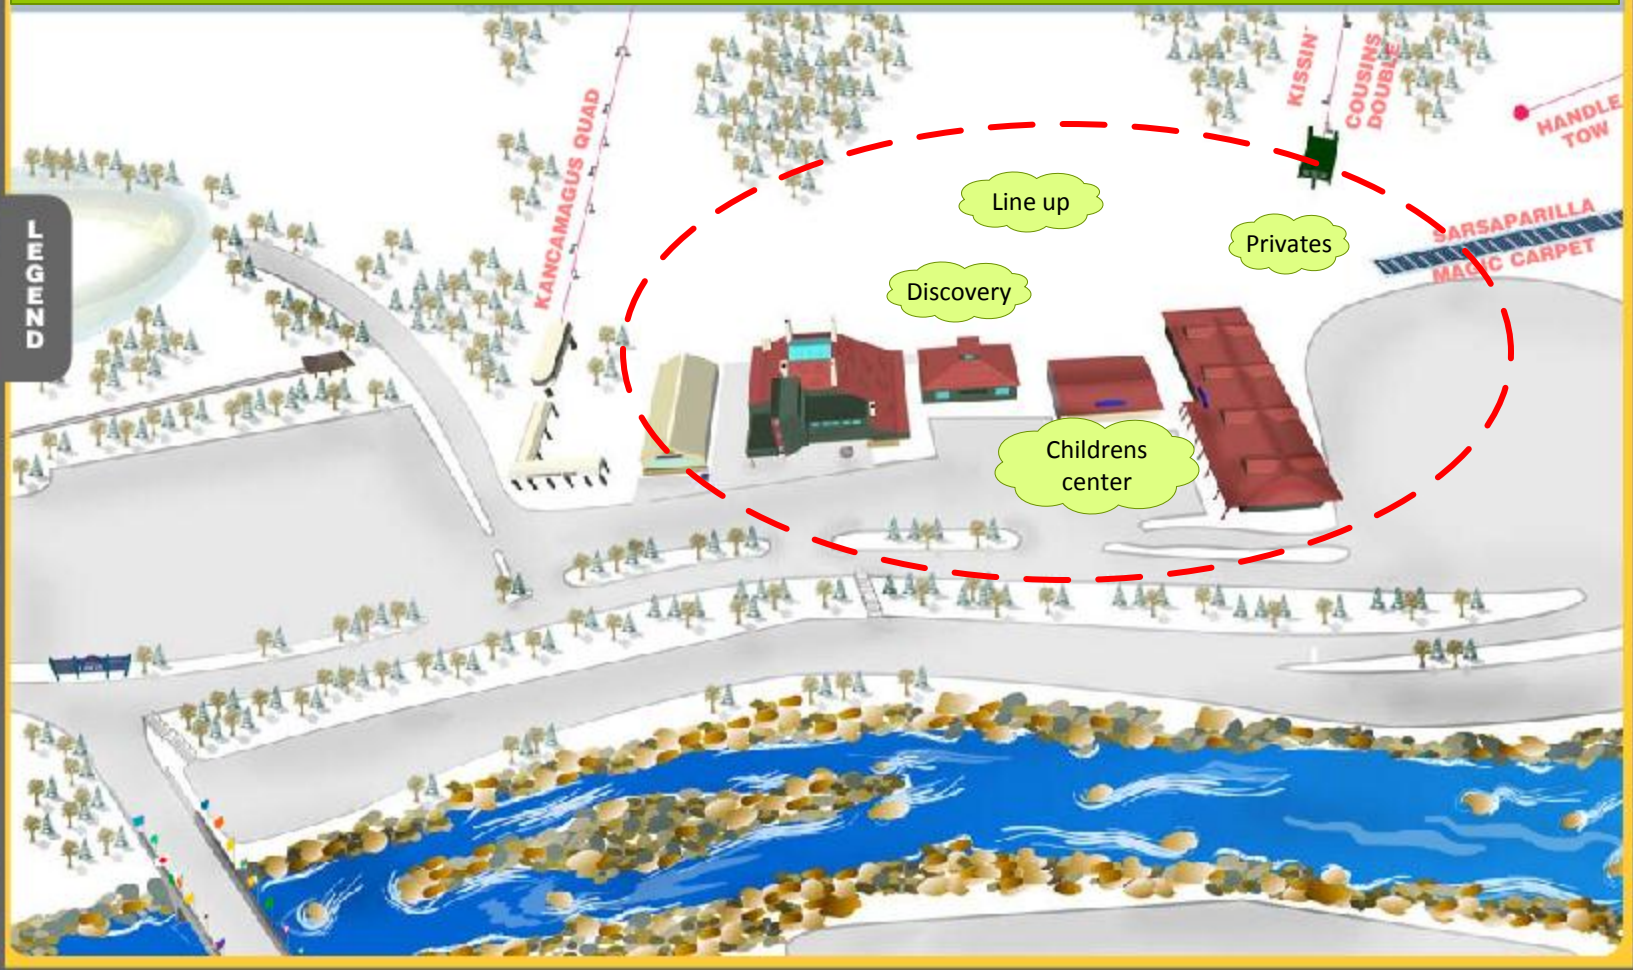 KISSIN'
COUSINS
DOUBLE
HANDLE
TOW
KANCAMAGUS QUAD
Line up
Privates
SARSAPARILLA
MAGIC CARPET
LEGEND
Discovery
Childrens
center